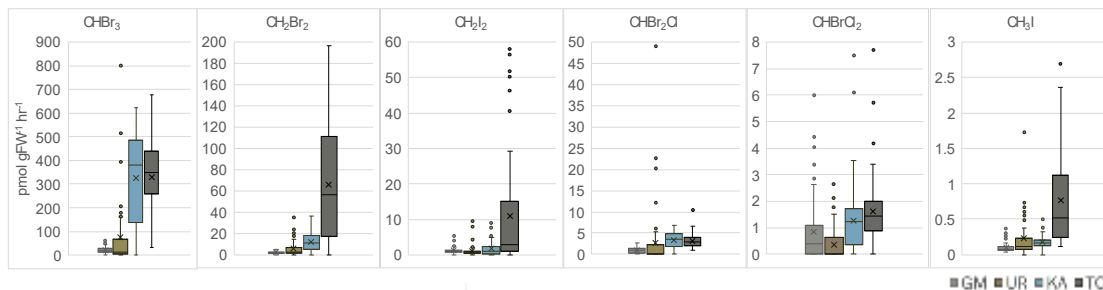 CHBr₃ CH₂Br₂ CH₂I₂ CHBr₂Cl CHBrCl₂ CH₃I
pmol gFW⁻¹ hr⁻¹
900 800 700 600 500 400 300 200 100 0
200 180 160 140 120 100 80 60 40 20 0
60 50 40 30 20 10 0
50 45 40 35 30 25 20 15 10 5 0
8 7 6 5 4 3 2 1 0
3 2.5 2 1.5 1 0.5 0
GM UR KA